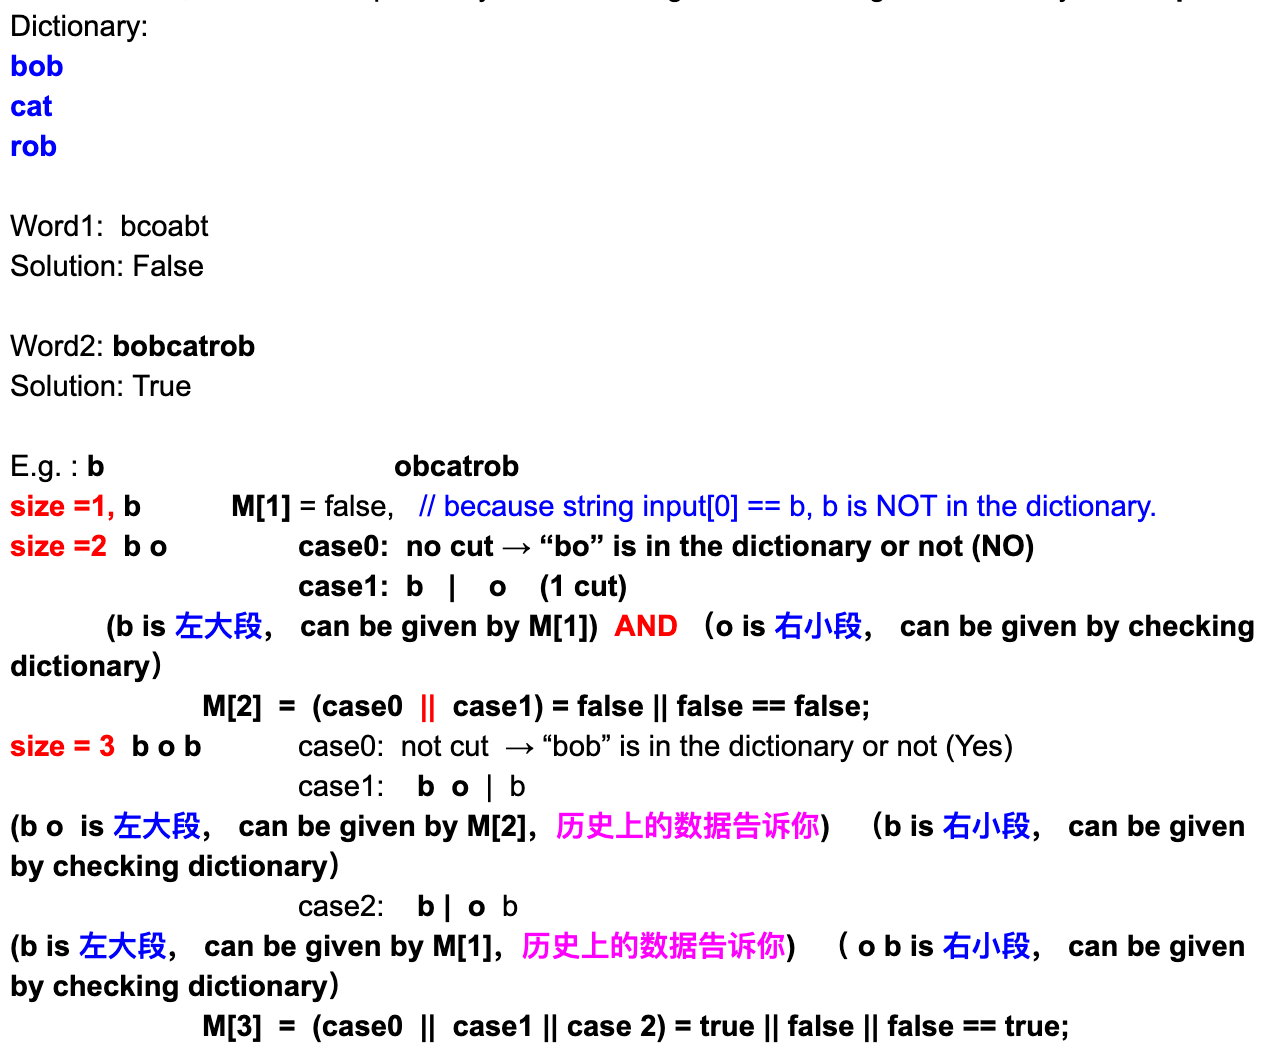 Dictionary:
bob
cat
rob
Word1: bcoabt
Solution: False
Word2: bobcatrob
Solution: True
E.g. : b obcatrob
size =1, b M[1] = false, // because string input[0] == b, b is NOT in the dictionary.
size =2 b o case0: no cut → “bo” is in the dictionary or not (NO)
case1: b | o (1 cut)
(b is 左大段， can be given by M[1]) AND （o is 右小段， can be given by checking
dictionary）
M[2] = (case0 || case1) = false || false == false;
size = 3 b o b case0: not cut → “bob” is in the dictionary or not (Yes)
case1: b o | b
(b o is 左大段， can be given by M[2]，历史上的数据告诉你) （b is 右小段， can be given
by checking dictionary）
case2: b | o b
(b is 左大段， can be given by M[1]，历史上的数据告诉你) （ o b is 右小段， can be given
by checking dictionary）
M[3] = (case0 || case1 || case 2) = true || false || false == true;